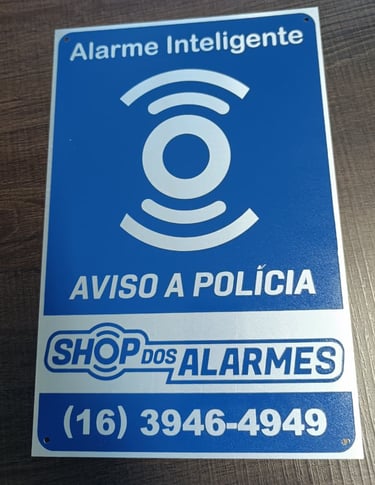 Alarme Inteligente
AVISO A POLÍCIA
SHOP DOS ALARMES
(16) 3946-4949